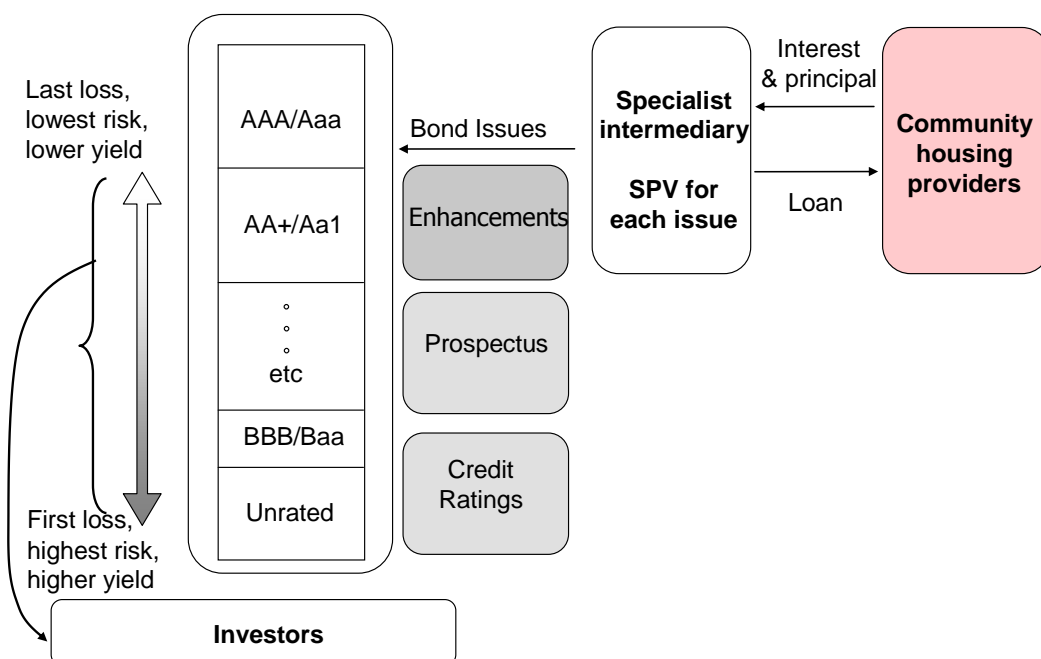 Last loss,
lowest risk,
lower yield
First loss,
highest risk,
higher yield
AAA/Aaa
AA+/Aa1
etc
BBB/Baa
Unrated
Bond Issues
Enhancements
Prospectus
Credit
Ratings
Specialist
intermediary
SPV for
each issue
Interest
& principal
Loan
Community
housing
providers
Investors